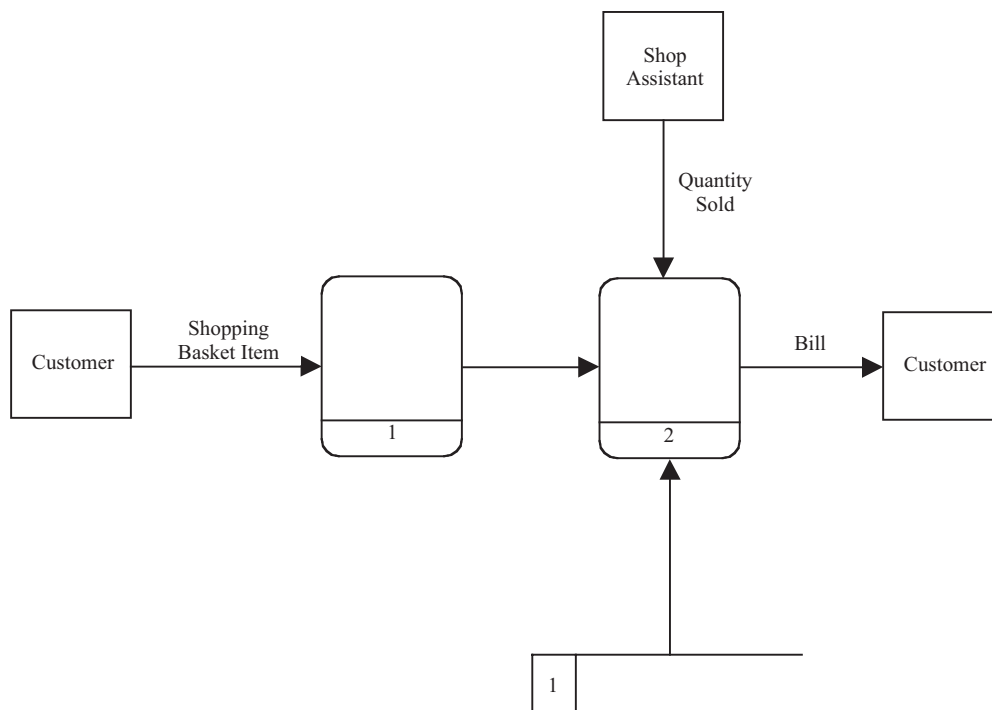 Shop
Assistant
Quantity
Sold
Customer
Shopping
Basket Item
1
2
Bill
Customer
1